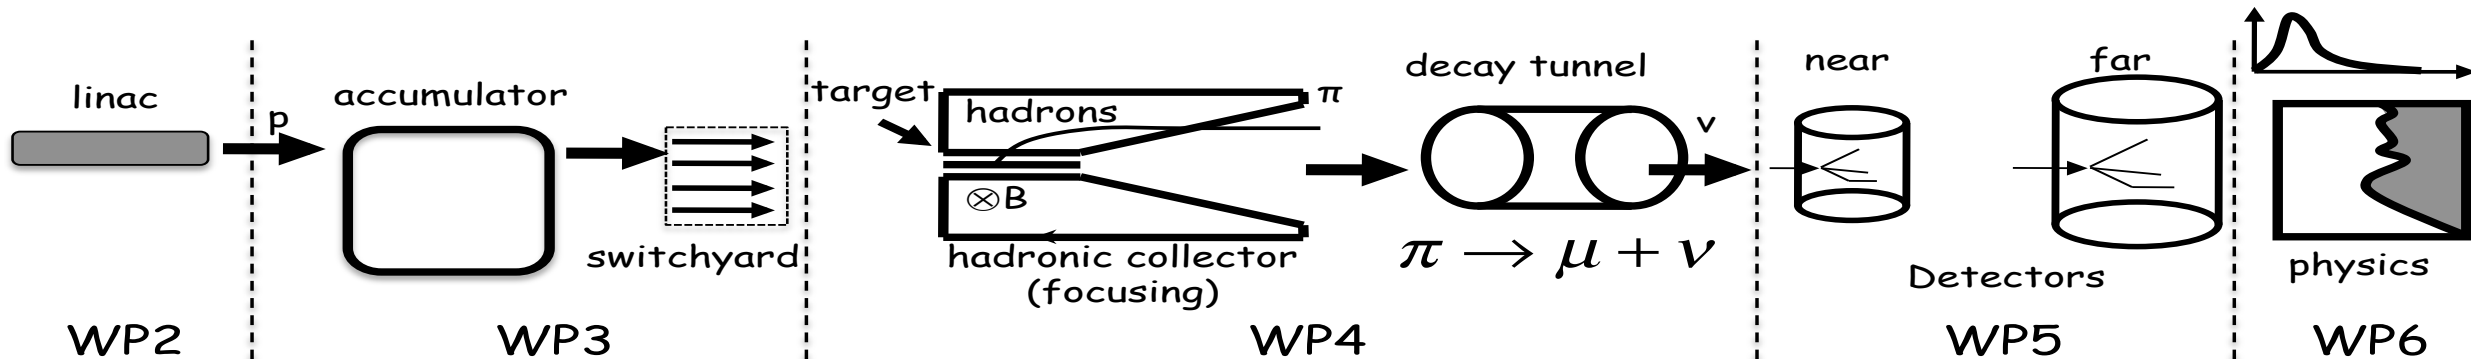 linac
p
accumulator
switchyard
target
hadrons
π
⊗B
hadronic collector
(focusing)
decay tunnel
ν
π → μ + ν
near
far
Detectors
physics
WP2
WP3
WP4
WP5
WP6